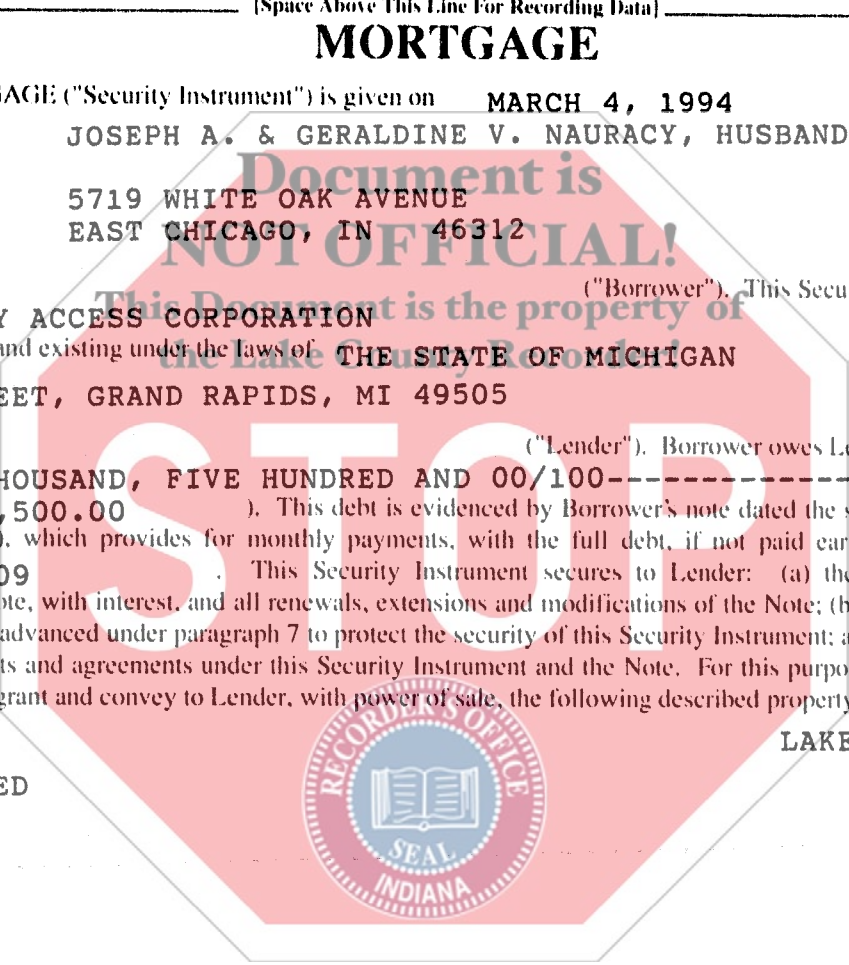 [Space Above This Line For Recording Data]
MORTGAGE
AGE ("Security Instrument") is given on MARCH 4, 1994
JOSEPH A. & GERALDINE V. NAURACY, HUSBAND
Document is
5719 WHITE OAK AVENUE
EAST CHICAGO, IN 46312
NOT OFFICIAL!
("Borrower"). This Secu
This Document is the property of
Y ACCESS CORPORATION
and existing under the laws of THE STATE OF MICHIGAN
the Lake County Recorder!
EET, GRAND RAPIDS, MI 49505
STOP
("Lender"). Borrower owes Le
HOUSAND, FIVE HUNDRED AND 00/100--------------
,500.00 ). This debt is evidenced by Borrower's note dated the s
), which provides for monthly payments, with the full debt, if not paid ear
09 . This Security Instrument secures to Lender: (a) the
ote, with interest, and all renewals, extensions and modifications of the Note; (b
advanced under paragraph 7 to protect the security of this Security Instrument; a
ts and agreements under this Security Instrument and the Note. For this purpo
grant and convey to Lender, with power of sale, the following described property
LAKE
ED
RECORDER'S OFFICE
SEAL
INDIANA